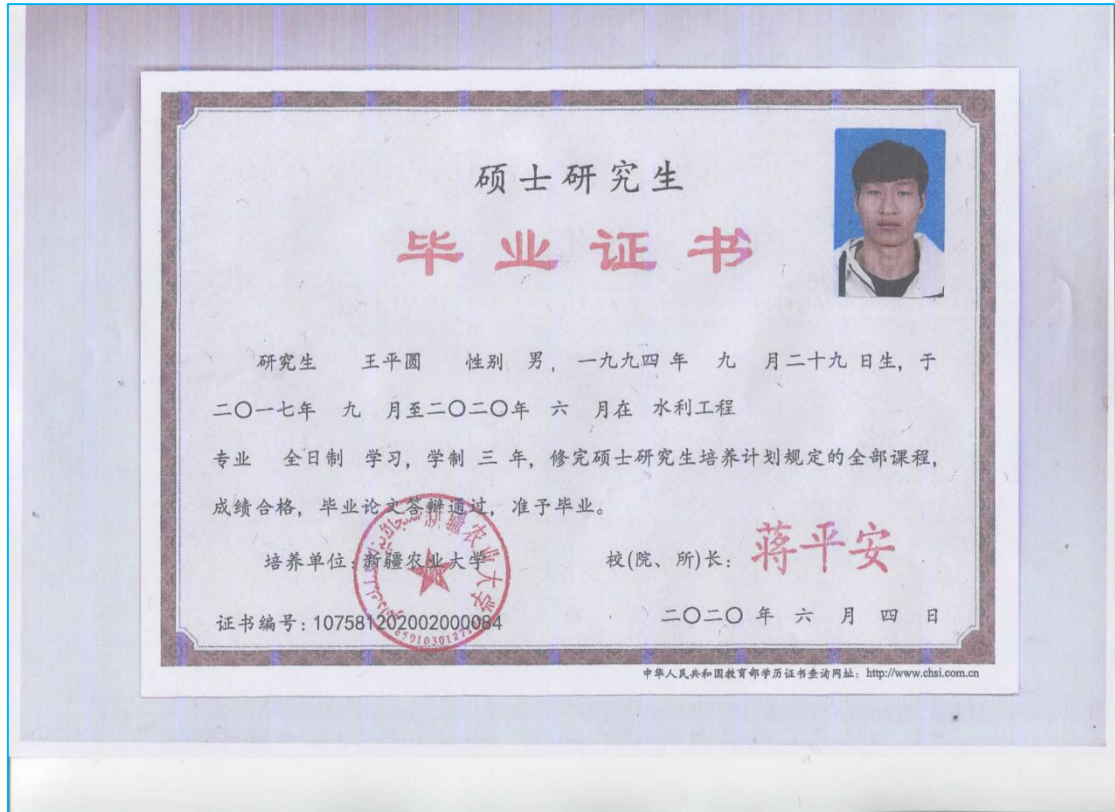 硕士研究生
毕业证书
研究生 王平圆 性别 男, 一九九四 年 九 月二十九 日生, 于
二〇一七年 九 月至二〇二〇年 六 月在 水利工程
专业 全日制 学习, 学制 三 年, 修完硕士研究生培养计划规定的全部课程,
成绩合格, 毕业论文答辩通过, 准予毕业。
新疆农业大学
培养单位: 新疆农业大学 校(院、所)长: 蒋平安
证书编号: 107581202002000084 二〇二〇 年 六 月 四 日
中华人民共和国教育部学历证书查询网址: http://www.chsi.com.cn